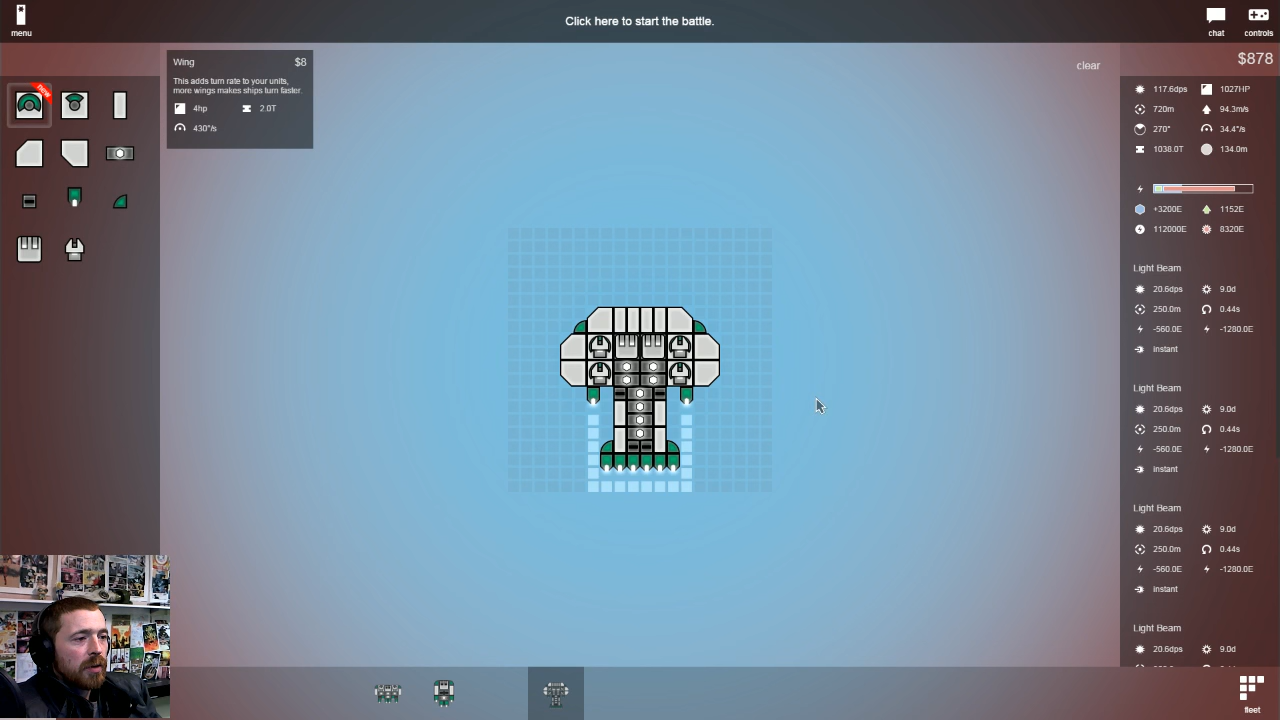 Click here to start the battle.
menu
chat
controls
Wing $8
This adds turn rate to your units,
more wings makes ships turn faster.
4hp 2.0T
430°/s
new
clear
$878
117.6dps 1027HP
720m 94.3m/s
270° 34.4°/s
1038.0T 134.0m
+3200E 1152E
112000E 8320E
Light Beam
20.6dps 9.0d
250.0m 0.44s
-560.0E -1280.0E
instant
Light Beam
20.6dps 9.0d
250.0m 0.44s
-560.0E -1280.0E
instant
Light Beam
20.6dps 9.0d
250.0m 0.44s
-560.0E -1280.0E
instant
Light Beam
20.6dps 9.0d
fleet